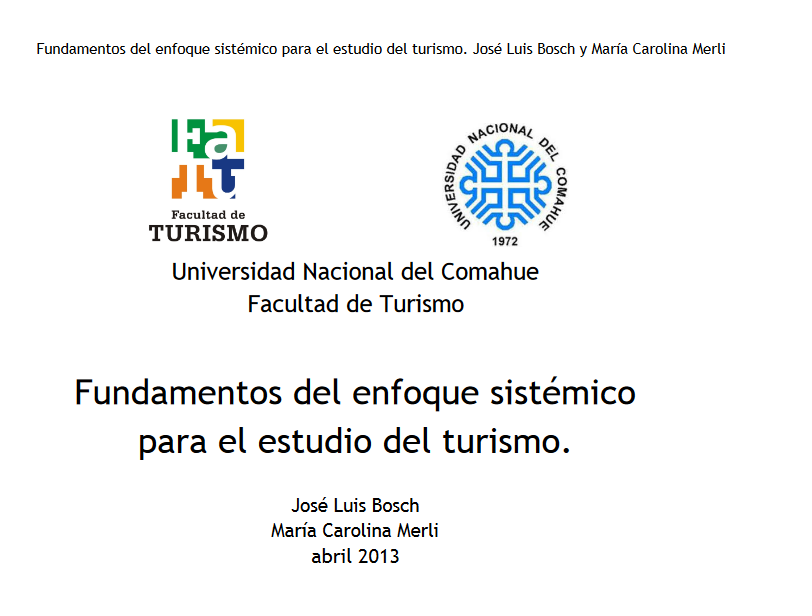 Fundamentos del enfoque sistémico para el estudio del turismo. José Luis Bosch y María Carolina Merli
Fatu
Facultad de
TURISMO
UNIVERSIDAD NACIONAL DEL COMAHUE
1972
Universidad Nacional del Comahue
Facultad de Turismo
Fundamentos del enfoque sistémico
para el estudio del turismo.
José Luis Bosch
María Carolina Merli
abril 2013